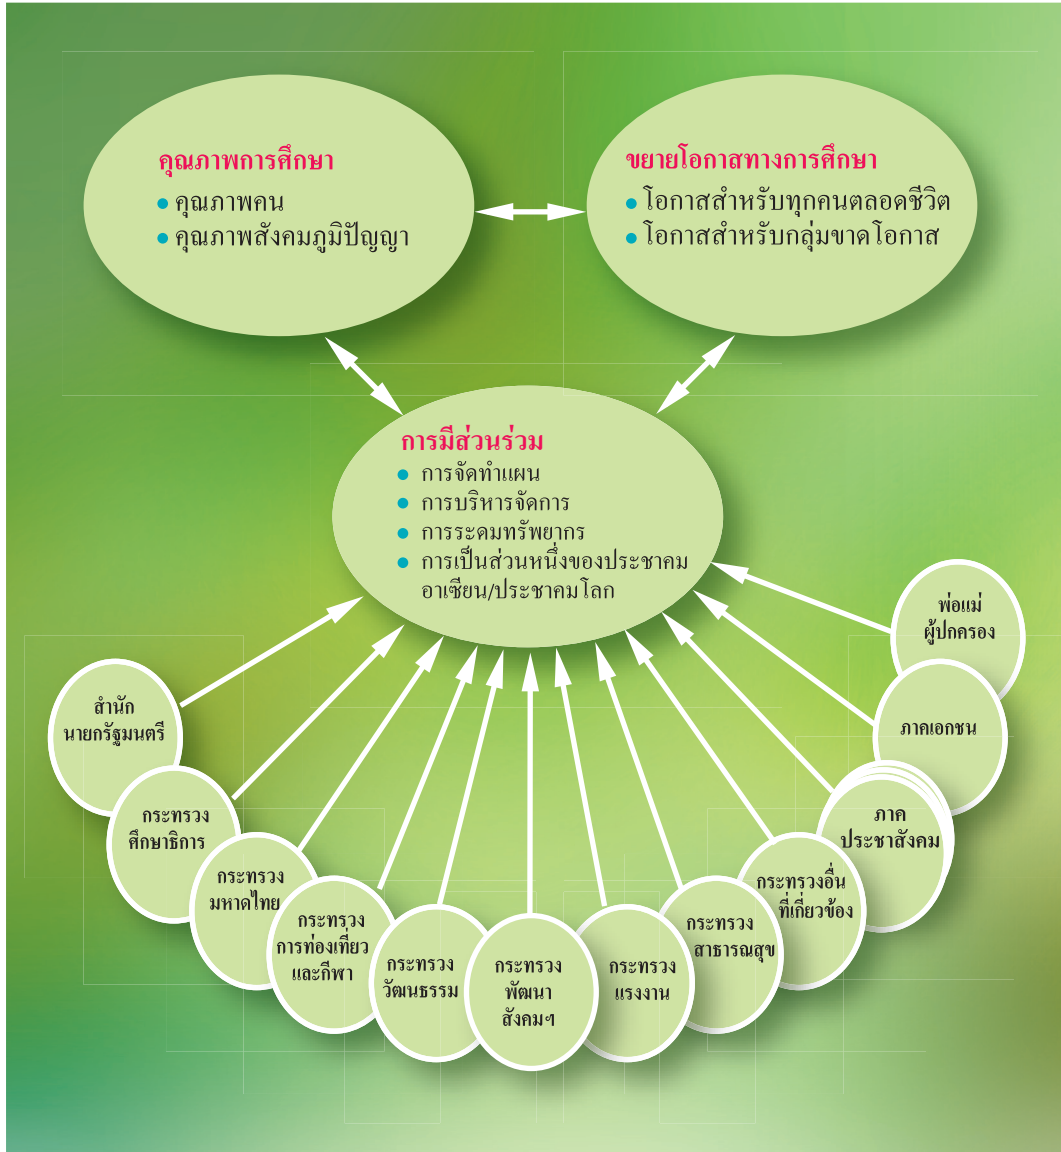 คุณภาพการศึกษา
คุณภาพคน
คุณภาพสังคมภูมิปัญญา
ขยายโอกาสทางการศึกษา
โอกาสสำหรับทุกคนตลอดชีวิต
โอกาสสำหรับกลุ่มขาดโอกาส
การมีส่วนร่วม
การจัดทำแผน
การบริหารจัดการ
การระดมทรัพยากร
การเป็นส่วนหนึ่งของประชาคม
อาเซียน/ประชาคมโลก
สำนัก
นายกรัฐมนตรี
กระทรวง
ศึกษาธิการ
กระทรวง
มหาดไทย
กระทรวง
การท่องเที่ยว
และกีฬา
กระทรวง
วัฒนธรรม
กระทรวง
พัฒนา
สังคมฯ
กระทรวง
แรงงาน
กระทรวง
สาธารณสุข
กระทรวงอื่น
ที่เกี่ยวข้อง
ภาค
ประชาสังคม
ภาคเอกชน
พ่อแม่
ผู้ปกครอง